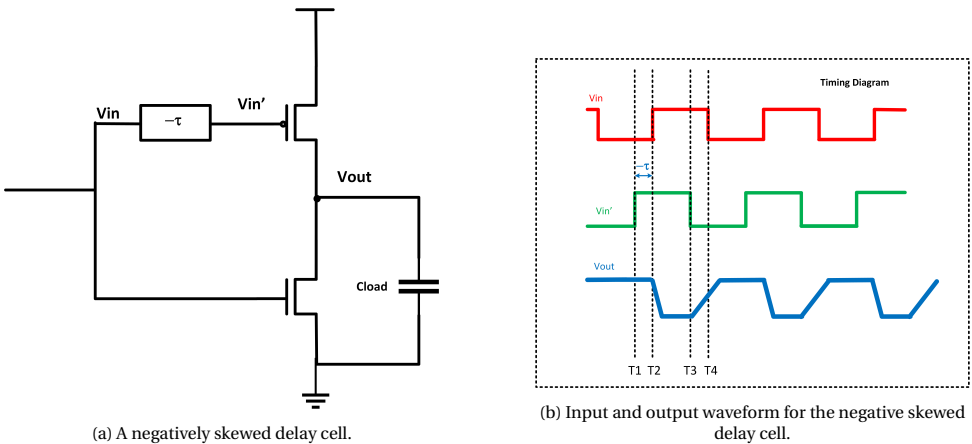 Vin
−τ
Vin’
Vout
Cload
(a) A negatively skewed delay cell.
Timing Diagram
Vin
−τ
Vin’
Vout
T1 T2 T3 T4
(b) Input and output waveform for the negative skewed
delay cell.